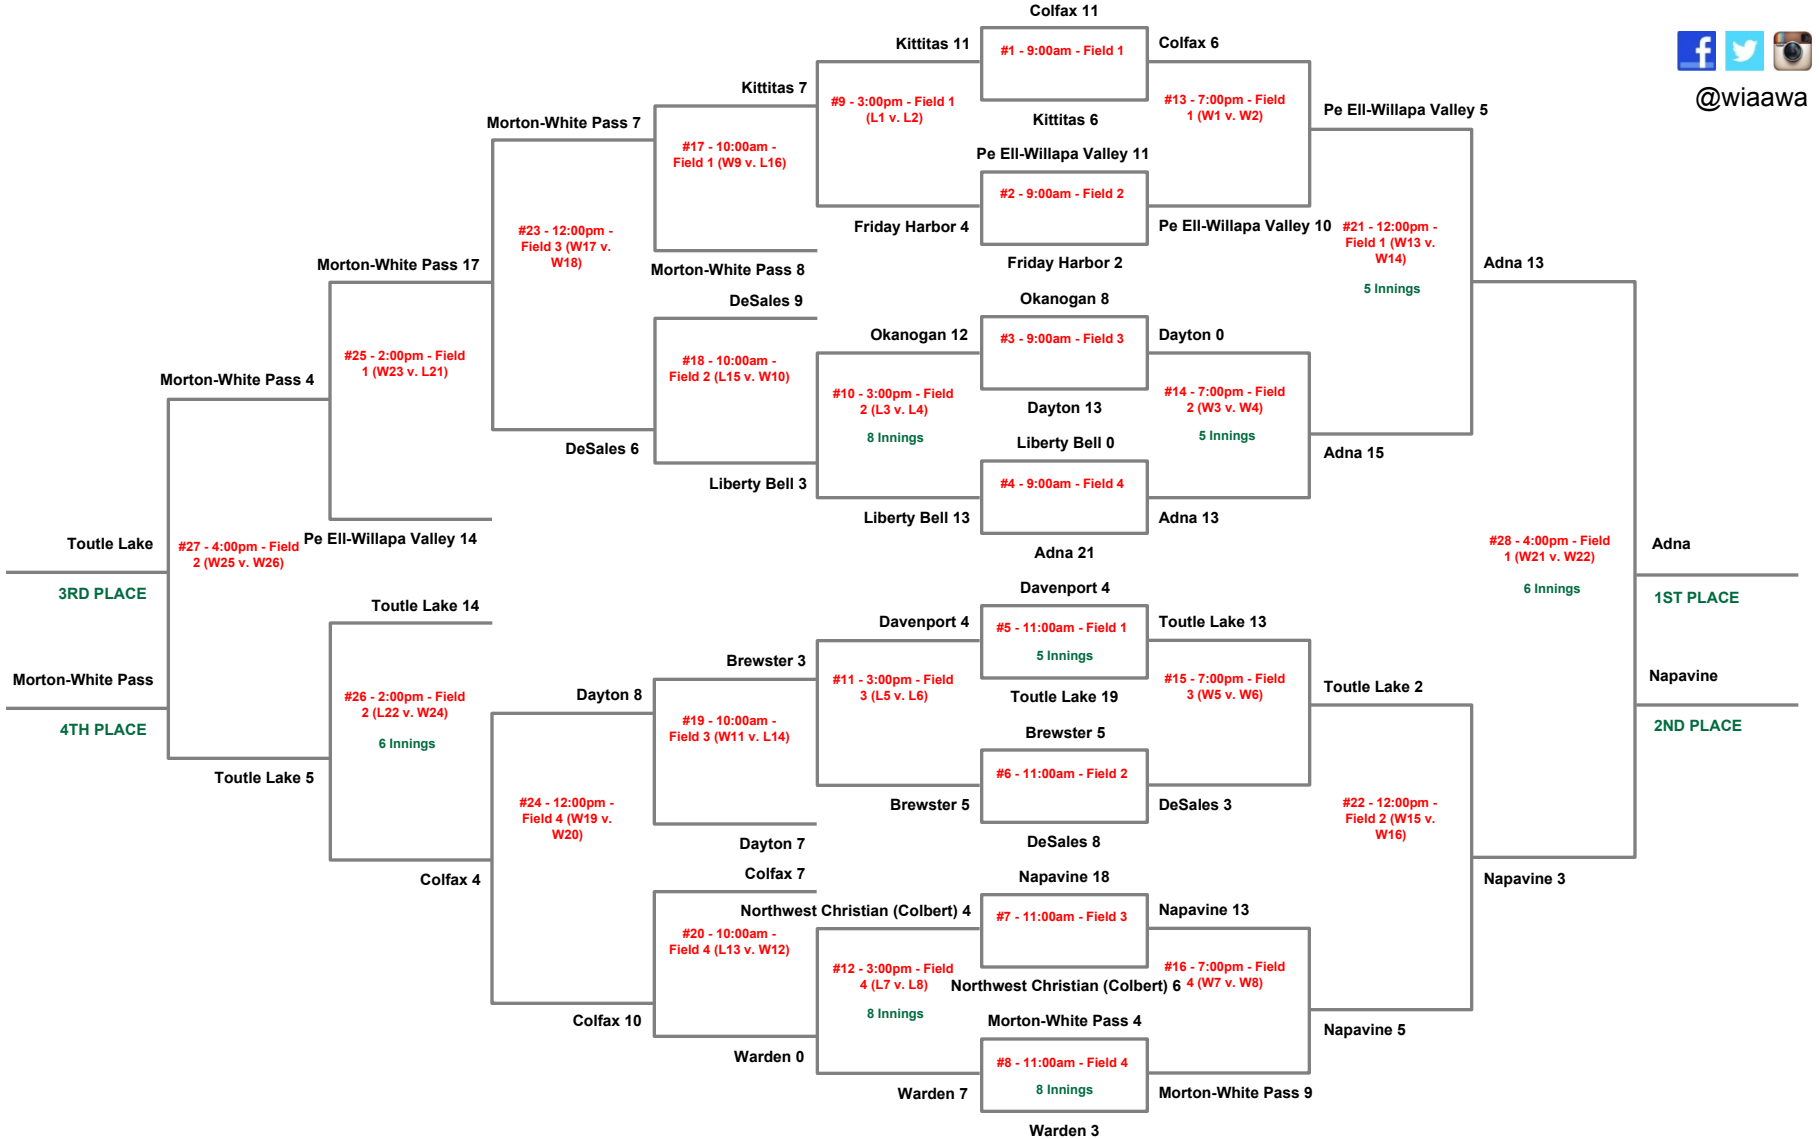 Colfax 11
Kittitas 11
#1 - 9:00am - Field 1
Colfax 6
Kittitas 7
#9 - 3:00pm - Field 1
(L1 v. L2)
#13 - 7:00pm - Field
1 (W1 v. W2)
Pe Ell-Willapa Valley 5
@wiaawa
Morton-White Pass 7
Kittitas 6
#17 - 10:00am -
Field 1 (W9 v. L16)
Pe Ell-Willapa Valley 11
#2 - 9:00am - Field 2
#23 - 12:00pm -
Field 3 (W17 v.
W18)
Friday Harbor 4
Pe Ell-Willapa Valley 10
#21 - 12:00pm -
Field 1 (W13 v.
W14)
5 Innings
Morton-White Pass 17
Morton-White Pass 8
Friday Harbor 2
Adna 13
DeSales 9
Okanogan 8
Okanogan 12
#3 - 9:00am - Field 3
Dayton 0
#25 - 2:00pm - Field
1 (W23 v. L21)
#18 - 10:00am -
Field 2 (L15 v. W10)
Morton-White Pass 4
#10 - 3:00pm - Field
2 (L3 v. L4)
8 Innings
Dayton 13
#14 - 7:00pm - Field
2 (W3 v. W4)
5 Innings
DeSales 6
Liberty Bell 0
Adna 15
Liberty Bell 3
#4 - 9:00am - Field 4
Liberty Bell 13
Adna 13
Toutle Lake
#27 - 4:00pm - Field
2 (W25 v. W26)
Pe Ell-Willapa Valley 14
Adna 21
#28 - 4:00pm - Field
1 (W21 v. W22)
6 Innings
Adna
3RD PLACE
1ST PLACE
Toutle Lake 14
Davenport 4
Davenport 4
#5 - 11:00am - Field 1
5 Innings
Toutle Lake 13
Brewster 3
Morton-White Pass
#26 - 2:00pm - Field
2 (L22 v. W24)
6 Innings
Dayton 8
#11 - 3:00pm - Field
3 (L5 v. L6)
Toutle Lake 19
#15 - 7:00pm - Field
3 (W5 v. W6)
Toutle Lake 2
Napavine
4TH PLACE
2ND PLACE
#19 - 10:00am -
Field 3 (W11 v. L14)
Brewster 5
Toutle Lake 5
#6 - 11:00am - Field 2
#24 - 12:00pm -
Field 4 (W19 v.
W20)
Brewster 5
DeSales 3
#22 - 12:00pm -
Field 2 (W15 v.
W16)
Dayton 7
DeSales 8
Colfax 4
Colfax 7
Napavine 18
Napavine 3
Northwest Christian (Colbert) 4
#7 - 11:00am - Field 3
Napavine 13
#20 - 10:00am -
Field 4 (L13 v. W12)
#12 - 3:00pm - Field
4 (L7 v. L8)
8 Innings
Northwest Christian (Colbert) 6
#16 - 7:00pm - Field
4 (W7 v. W8)
Colfax 10
Morton-White Pass 4
Napavine 5
Warden 0
#8 - 11:00am - Field 4
8 Innings
Warden 7
Morton-White Pass 9
Warden 3